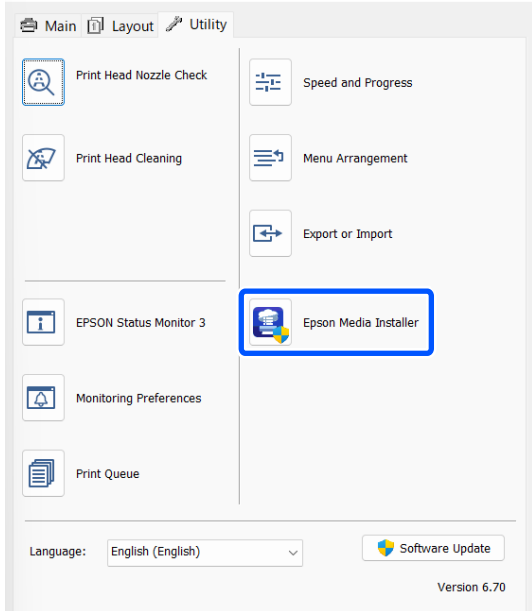 Main
Layout
Utility
Print Head Nozzle Check
Speed and Progress
Print Head Cleaning
Menu Arrangement
Export or Import
EPSON Status Monitor 3
Epson Media Installer
Monitoring Preferences
Print Queue
Language:
English (English)
Software Update
Version 6.70